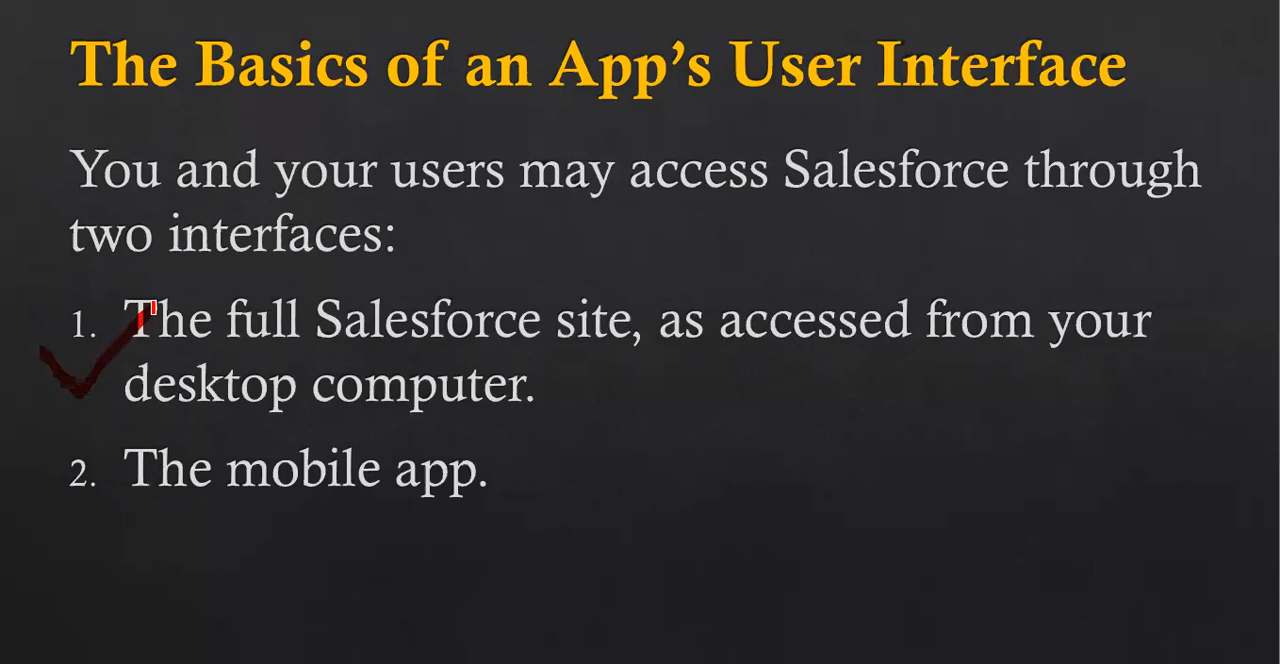 The Basics of an App’s User Interface
You and your users may access Salesforce through
two interfaces:
1. The full Salesforce site, as accessed from your
desktop computer.
2. The mobile app.